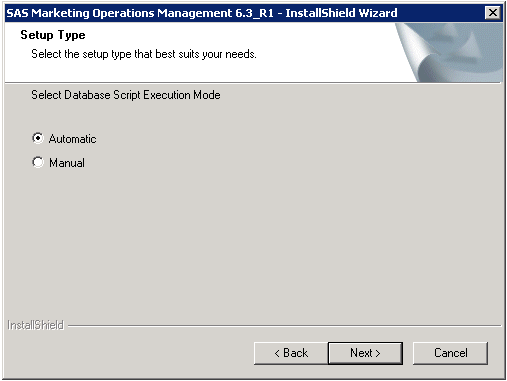 SAS Marketing Operations Management 6.3_R1 - InstallShield Wizard
Setup Type
Select the setup type that best suits your needs.
Select Database Script Execution Mode
Automatic
Manual
InstallShield
< Back Next > Cancel